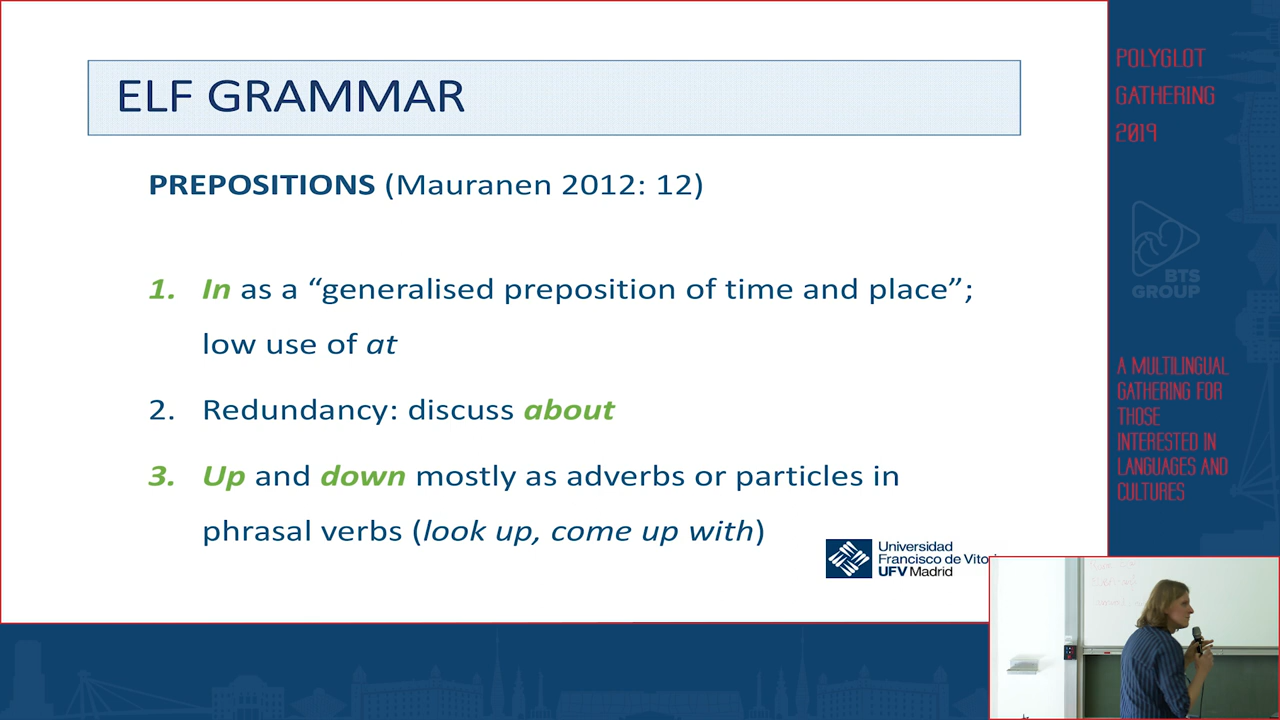 ELF GRAMMAR
PREPOSITIONS (Mauranen 2012: 12)
1. In as a “generalised preposition of time and place”;
low use of at
2. Redundancy: discuss about
3. Up and down mostly as adverbs or particles in
phrasal verbs (look up, come up with)
Universidad
Francisco de
UFV Madrid
POLYGLOT
GATHERING
2019
BTS
GROUP
A MULTILINGUAL
GATHERING FOR
THOSE
INTERESTED IN
LANGUAGES AND
CULTURES